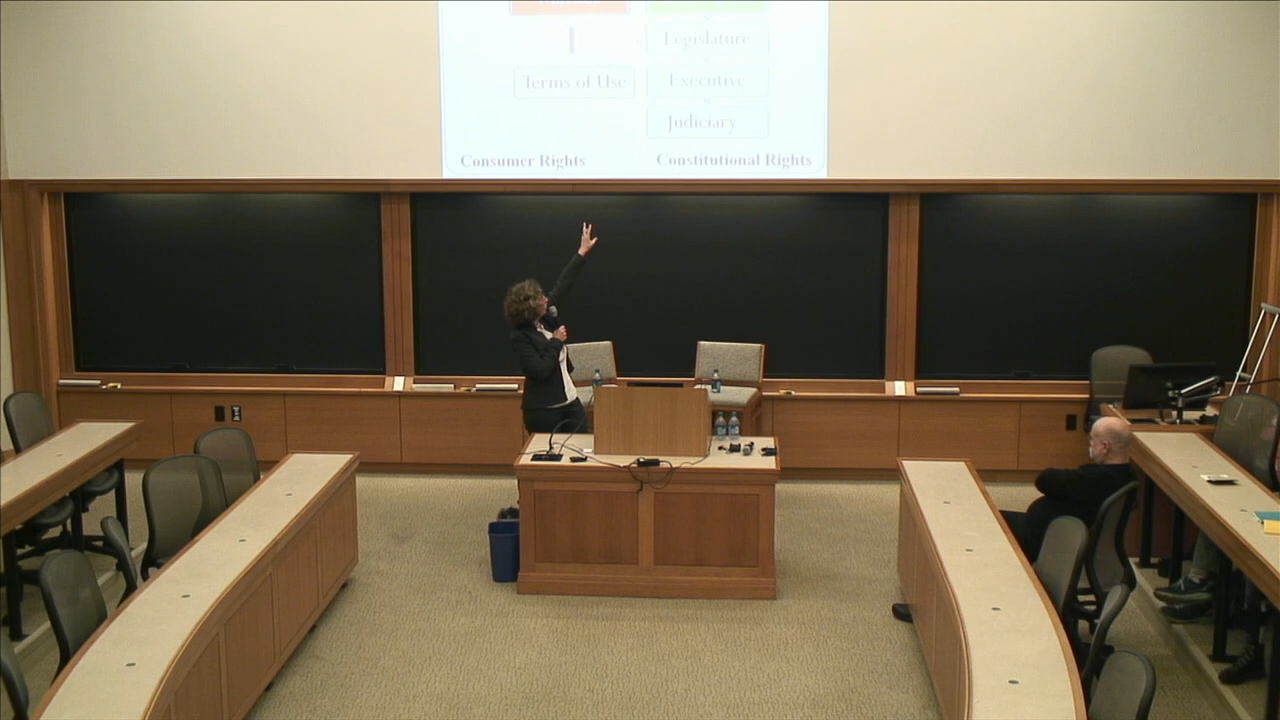 Legislature
Terms of Use
Executive
Judiciary
Consumer Rights
Constitutional Rights